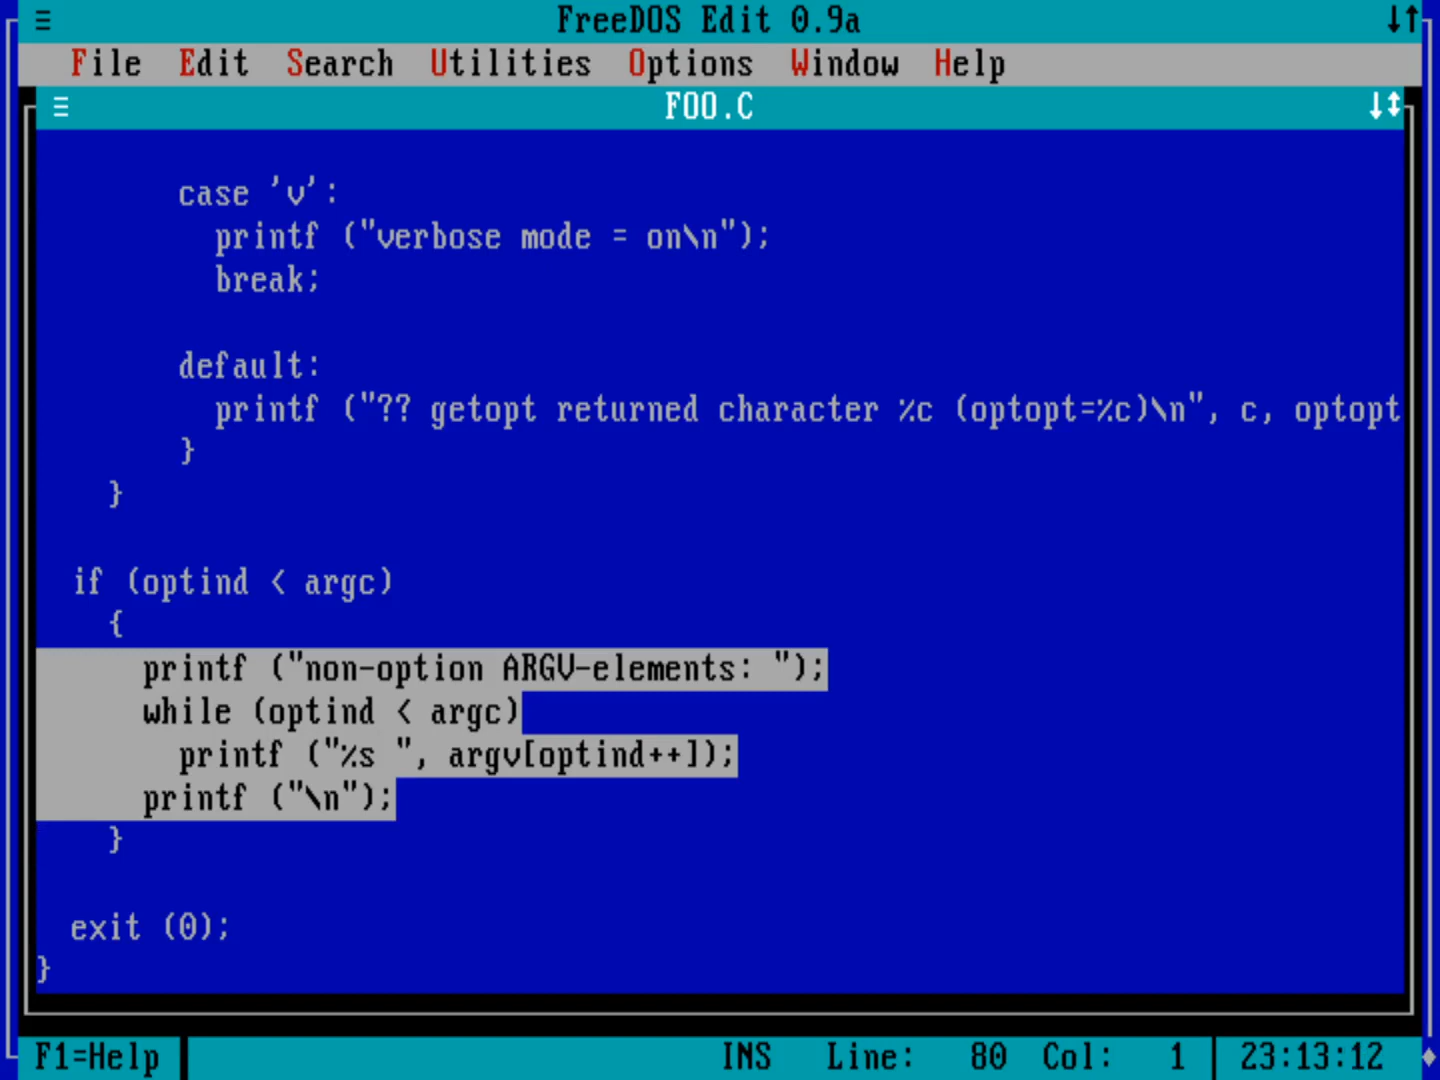 FreeDOS Edit 0.9a
File Edit Search Utilities Options Window Help
FOO.C
case 'v':
printf ("verbose mode = on\n");
break;
default:
printf ("?? getopt returned character %c (optopt=%c)\n", c, optopt
}
}
if (optind < argc)
{
printf ("non-option ARGV-elements: ");
while (optind < argc)
printf ("%s ", argv[optind++]);
printf ("\n");
}
exit (0);
}
F1=Help INS Line: 80 Col: 1 23:13:12